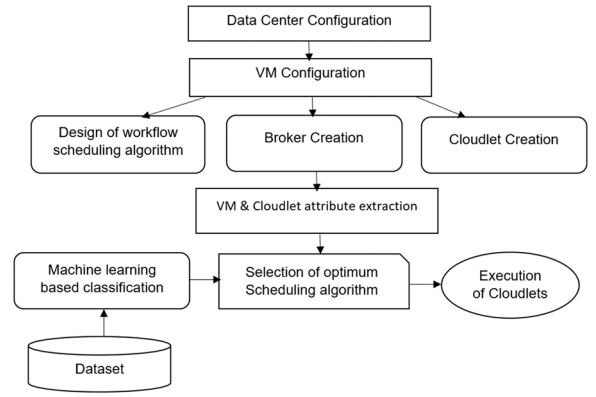 Data Center Configuration
VM Configuration
Design of workflow
scheduling algorithm
Broker Creation
Cloudlet Creation
VM & Cloudlet attribute extraction
Machine learning
based classification
Selection of optimum
Scheduling algorithm
Execution
of Cloudlets
Dataset